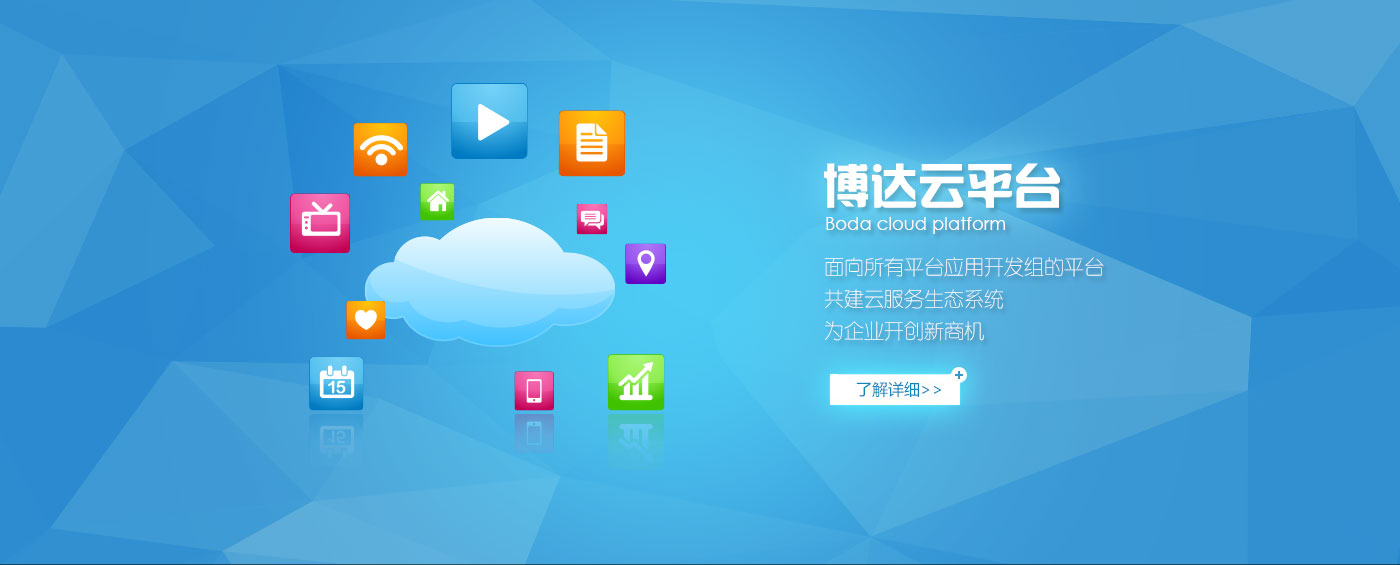 15
博达云平台
Boda cloud platform
面向所有平台应用开发组的平台
共建云服务生态系统
为企业开创新商机
了解详细>>